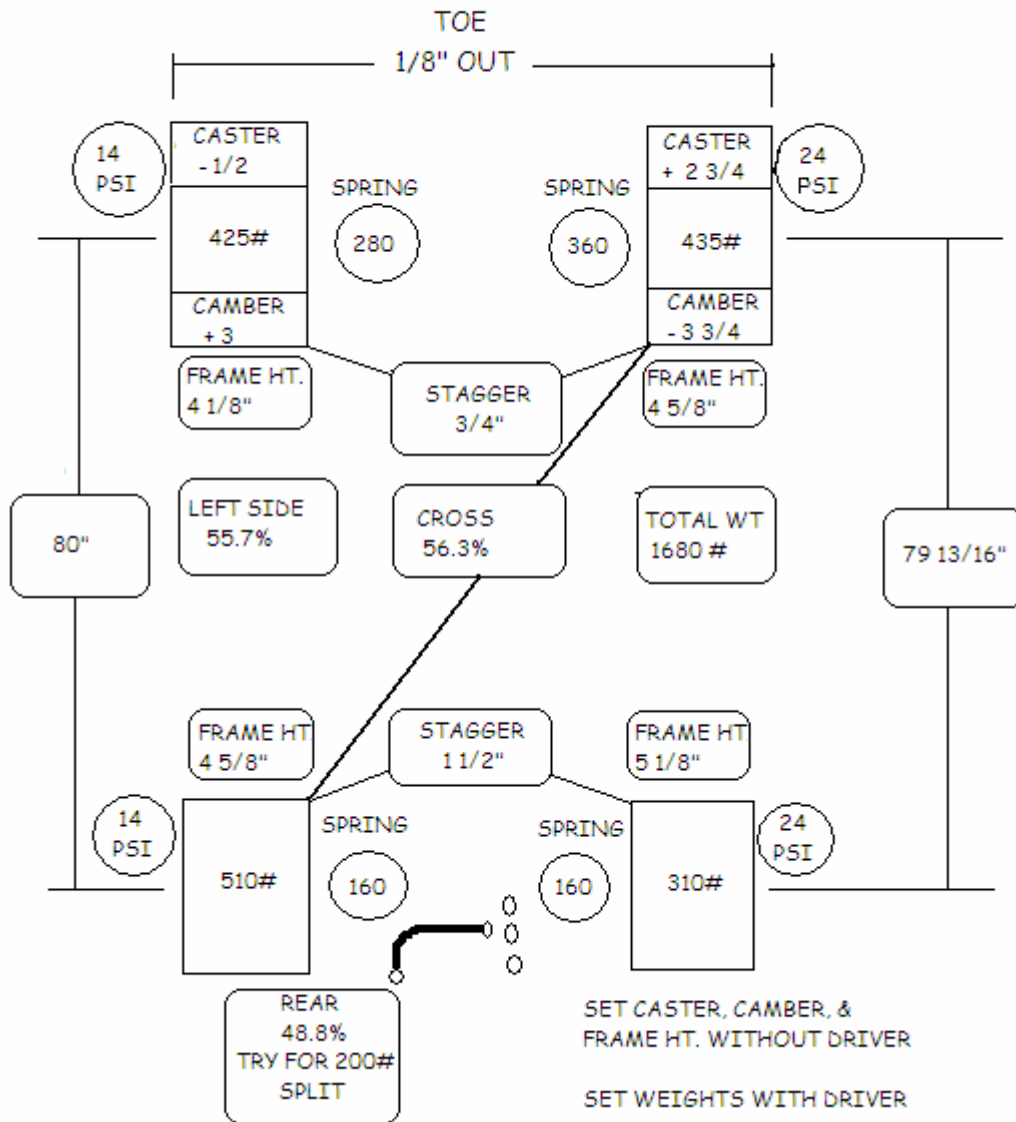 TOE
1/8" OUT
14
PSI
CASTER
- 1/2
425#
CAMBER
+ 3
SPRING
280
SPRING
360
CASTER
+ 2 3/4
435#
CAMBER
- 3 3/4
24
PSI
FRAME HT.
4 1/8"
STAGGER
3/4"
FRAME HT.
4 5/8"
80"
LEFT SIDE
55.7%
CROSS
56.3%
TOTAL WT
1680 #
79 13/16"
FRAME HT.
4 5/8"
STAGGER
1 1/2"
FRAME HT.
5 1/8"
14
PSI
510#
SPRING
160
SPRING
160
310#
24
PSI
REAR
48.8%
TRY FOR 200#
SPLIT
SET CASTER, CAMBER, &
FRAME HT. WITHOUT DRIVER
SET WEIGHTS WITH DRIVER